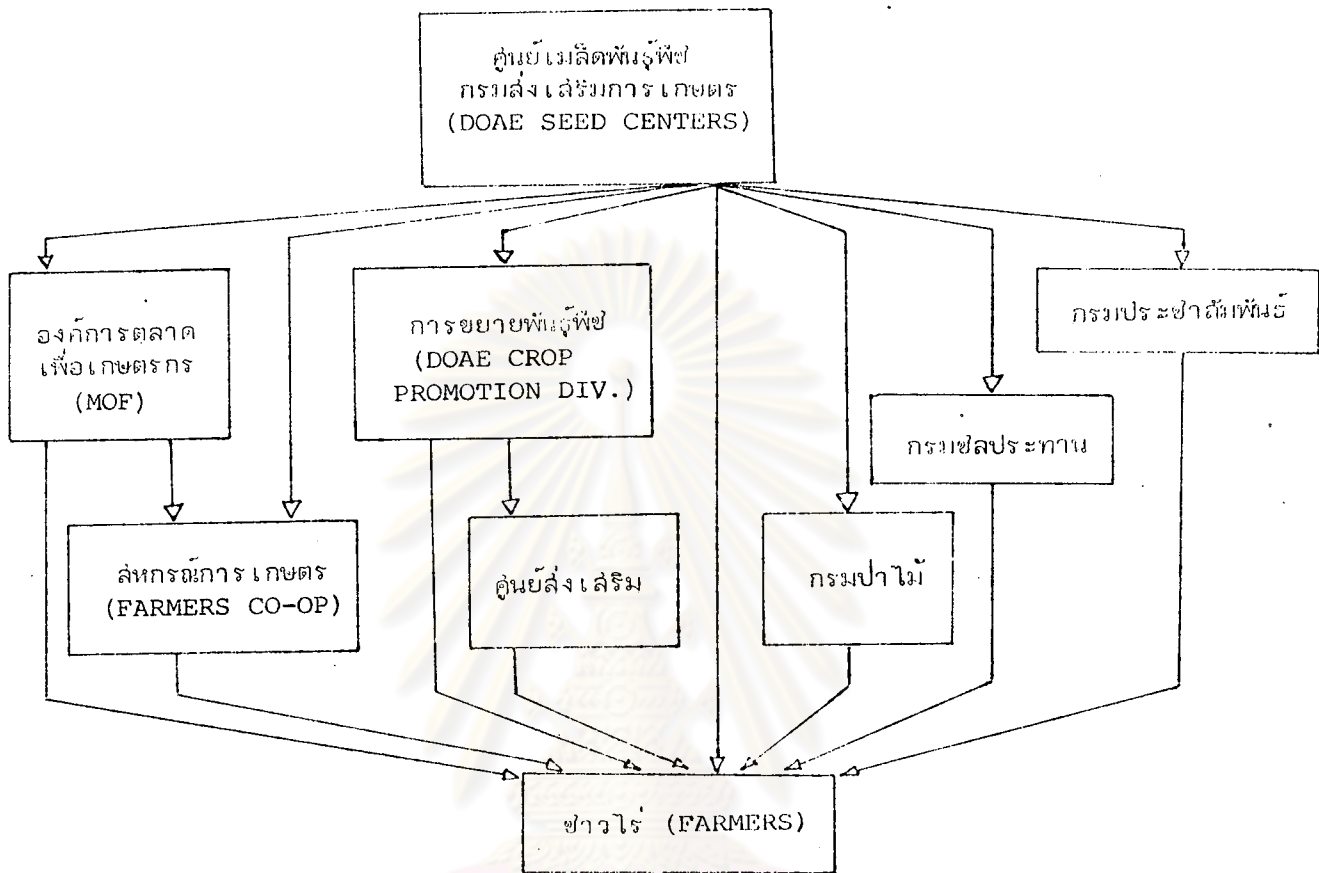 ศูนย์เมล็ดพันธุ์พืช
กรมส่งเสริมการเกษตร
(DOAE SEED CENTERS)
องค์การตลาด
เพื่อเกษตรกร
(MOF)
การขยายพันธุ์พืช
(DOAE CROP
PROMOTION DIV.)
กรมประชาสัมพันธ์
กรมชลประทาน
สหกรณ์การเกษตร
(FARMERS CO-OP)
ศูนย์ส่งเสริม
กรมป่าไม้
ชาวไร่ (FARMERS)